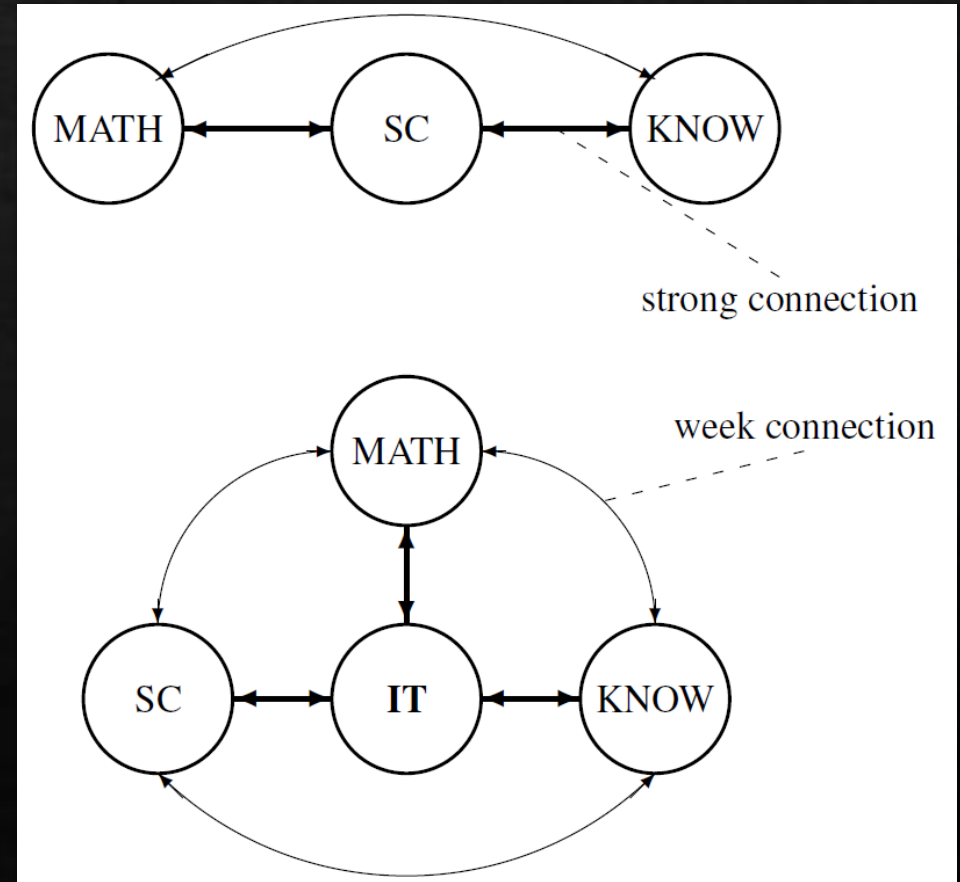 MATH SC KNOW
strong connection
week connection
MATH
SC IT KNOW